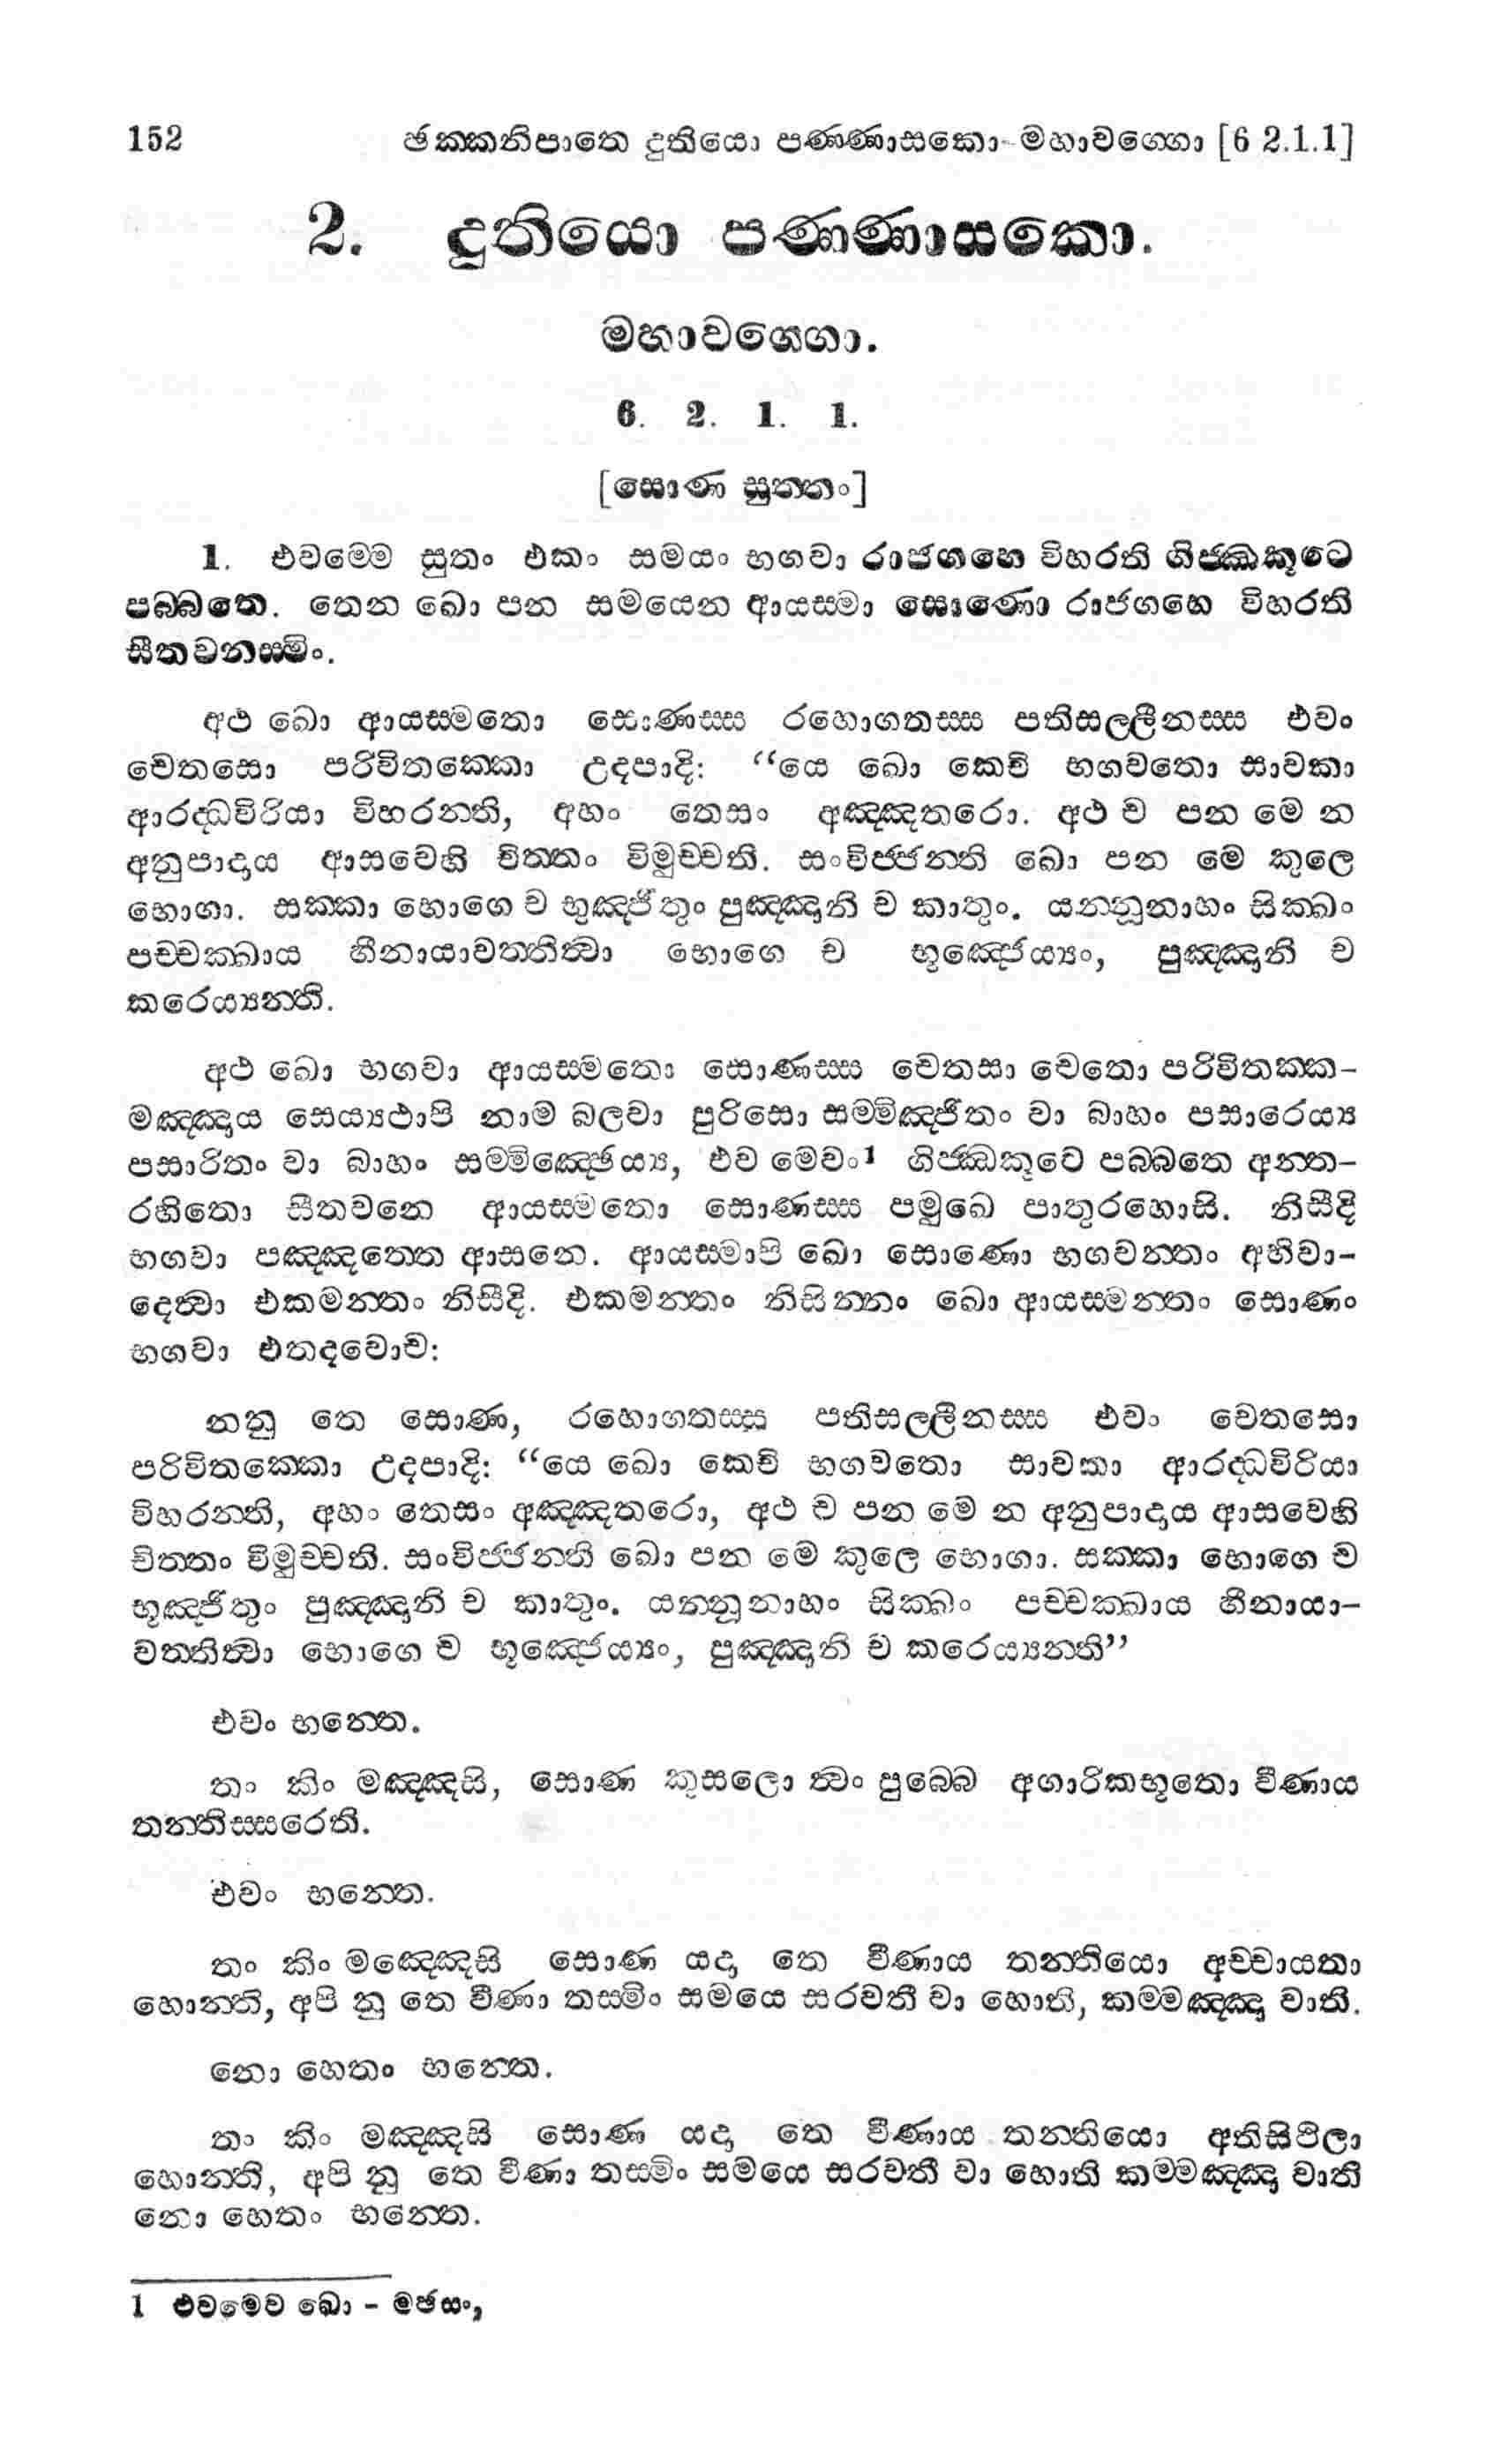 152 ඡක්කනිපාතෙ දුතියො පණ්ණාසකො-මහාවග්ගො [6 2.1.1]
2. දුතියො පණ්ණාසකො.
මහාවග්ගො.
6. 2. 1. 1.
[සොණ සුත්තං]
1. එවම්මෙ සුතං එකං සමයං භගවා රාජගහෙ විහරති ගිජ්ඣකූටෙ
පබ්බතෙ. තෙන ඛො පන සමයෙන ආයස්මා සොණො රාජගහෙ විහරති
සීතවනස්මිං.
අථ ඛො ආයස්මතො සොණස්ස රහොගතස්ස පතිසල්ලීනස්ස එවං
චෙතසො පරිවිතක්කො උදපාදි: “යෙ ඛො කෙචි භගවතො සාවකා
ආරද්ධවිරියා විහරන්ති, අහං තෙසං අඤ්ඤතරො. අථ ච පන මෙ න
අනුපාදාය ආසවෙහි චිත්තං විමුච්චති. සංවිජ්ජන්ති ඛො පන මෙ කුලෙ
භොගා. සක්කා භොගෙ ච භුඤ්ජිතුං පුඤ්ඤානි ච කාතුං. යන්නූනාහං සික්ඛං
පච්චක්ඛාය හීනායාවත්තිත්වා භොගෙ ච භූඤ්ජෙය්‍යං, පුඤ්ඤානි ච
කරෙය්‍යන්ති.
අථ ඛො භගවා ආයස්මතො සොණස්ස චෙතසා චෙතො පරිවිතක්ක-
මඤ්ඤාය සෙය්‍යථාපි නාම බලවා පුරිසො සම්මිඤ්ජිතං වා බාහං පසාරෙය්‍ය
පසාරිතං වා බාහං සම්මිඤ්ඡෙය්‍ය, එව මෙවං1 ගිජ්ඣකූටෙ පබ්බතෙ අන්ත-
රහිතො සීතවනෙ ආයස්මතො සොණස්ස පමුඛෙ පාතුරහොසි. නිසීදි
භගවා පඤ්ඤත්තෙ ආසනෙ. ආයස්මාපි ඛො සොණො භගවන්තං අභිවා-
දෙත්වා එකමන්තං නිසීදි. එකමන්තං නිසින්නං ඛො ආයස්මන්තං සොණං
භගවා එතදවොච:
නනු තෙ සොණ, රහොගතස්ස පතිසල්ලීනස්ස එවං චෙතසො
පරිවිතක්කො උදපාදි: “යෙ ඛො කෙචි භගවතො සාවකා ආරද්ධවිරියා
විහරන්ති, අහං තෙසං අඤ්ඤතරො, අථ ච පන මෙ න අනුපාදාය ආසවෙහි
චිත්තං විමුච්චති. සංවිජ්ජන්ති ඛො පන මෙ කුලෙ භොගා. සක්කා භොගෙ ච
භූඤ්ජිතුං පුඤ්ඤානි ච කාතුං. යන්නූනාහං සික්ඛං පච්චක්ඛාය හීනායා-
වත්තිත්වා භොගෙ ච භූඤ්ජෙය්‍යං, පුඤ්ඤානි ච කරෙය්‍යන්ති”
එවං භන්තෙ.
තං කිං මඤ්ඤසි, සොණ කුසලො ත්වං පුබ්බෙ අගාරිකභූතො වීණාය
තන්තිස්සරෙති.
එවං භන්තෙ.
තං කිං මඤ්ඤෙසි සොණ යදා තෙ වීණාය තන්තියො අච්චායතා
හොන්ති, අපි නු තෙ වීණා තස්මිං සමයෙ සරවතී වා හොති, කම්මඤ්ඤා වාති.
නො හෙතං භන්තෙ.
තං කිං මඤ්ඤසි සොණ යදා තෙ වීණාය තන්තියො අතිසිථිලා
හොන්ති, අපි නු තෙ වීණා තස්මිං සමයෙ සරවතී වා හොති කම්මඤ්ඤා වාති
නො හෙතං භන්තෙ.
1 එවමෙව ඛො - මඡසං,